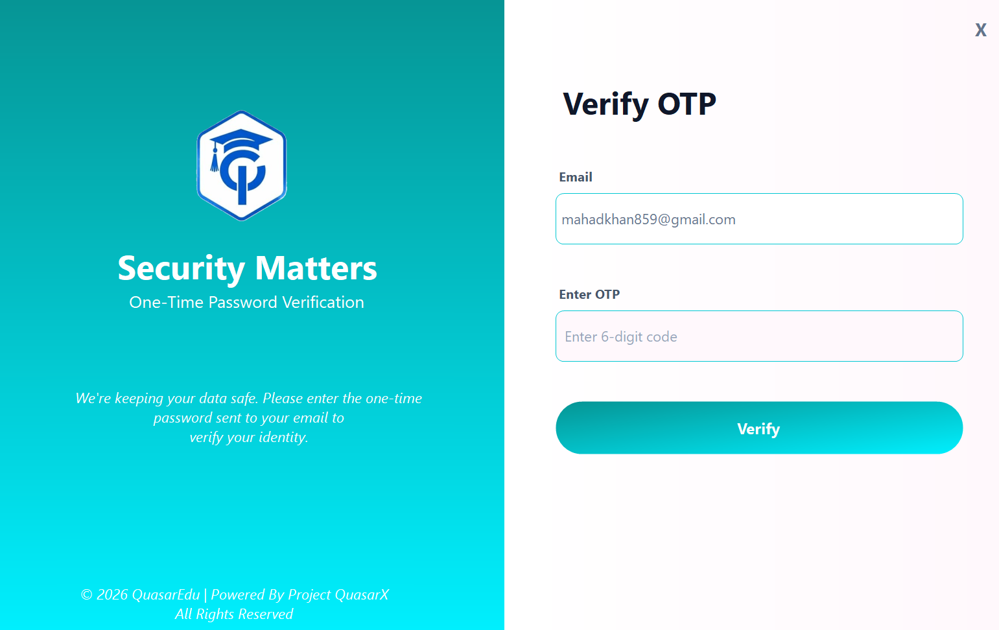 Security Matters
One-Time Password Verification
We're keeping your data safe. Please enter the one-time
password sent to your email to
verify your identity.
© 2026 QuasarEdu | Powered By Project QuasarX
All Rights Reserved
X
Verify OTP
Email
mahadkhan859@gmail.com
Enter OTP
Enter 6-digit code
Verify